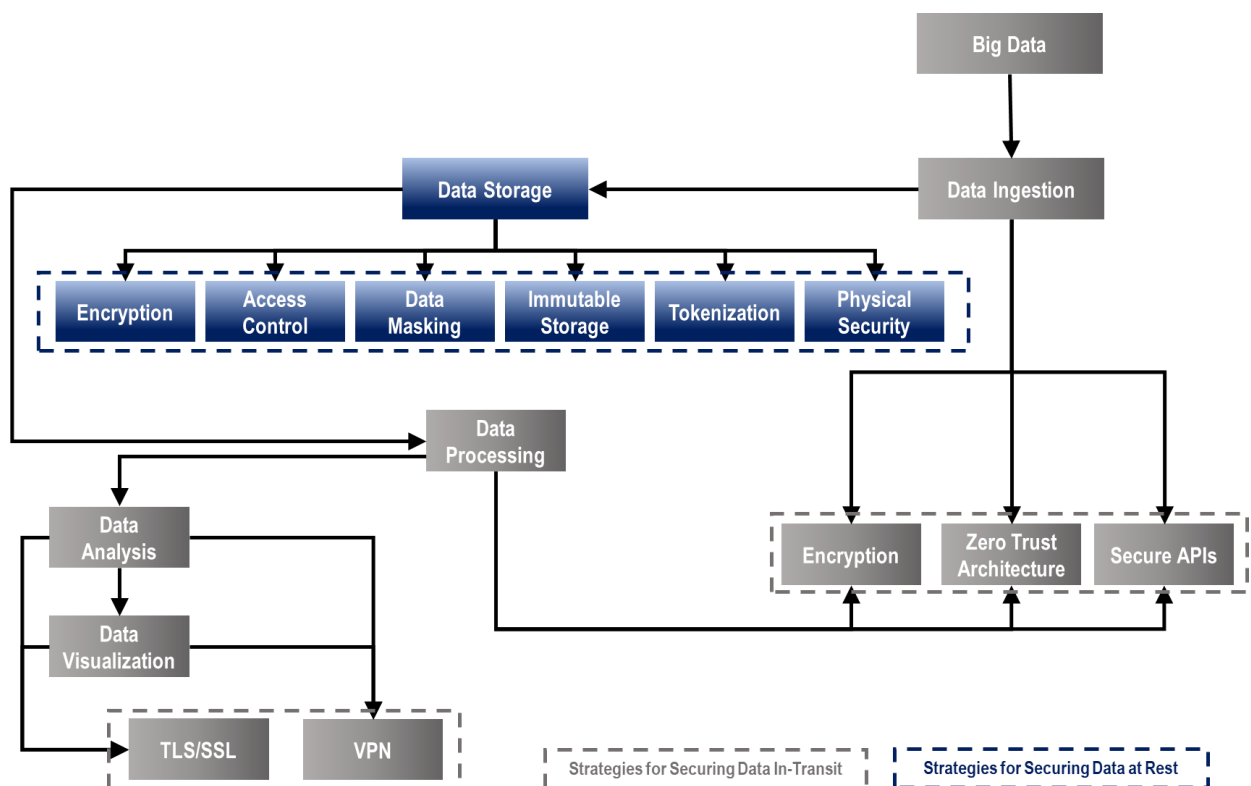 Big Data
Data Storage
Data Ingestion
Encryption
Access
Control
Data
Masking
Immutable
Storage
Tokenization
Physical
Security
Data
Processing
Data
Analysis
Encryption
Zero Trust
Architecture
Secure APIs
Data
Visualization
TLS/SSL
VPN
Strategies for Securing Data In-Transit
Strategies for Securing Data at Rest